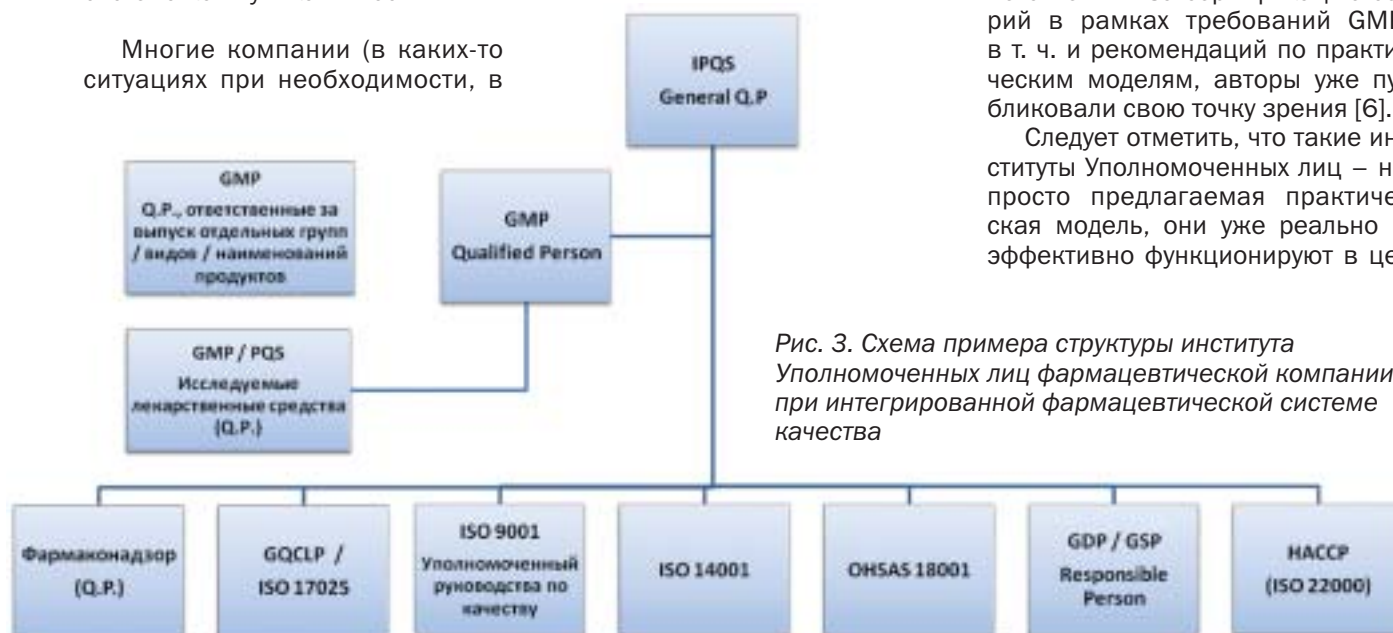 Многие компании (в каких-то
ситуациях при необходимости, в
рий в рамках требований GMP
в т. ч. и рекомендаций по практи
ческим моделям, авторы уже пу
бликовали свою точку зрения [6].
Следует отметить, что такие ин
ституты Уполномоченных лиц – н
просто предлагаемая практиче
ская модель, они уже реально
эффективно функционируют в це
IPQS
General Q.P
GMP
Q.P., ответственные за
выпуск отдельных групп
/ видов / наименований
продуктов
GMP
Qualified Person
GMP / PQS
Исследуемые
лекарственные средства
(Q.P.)
Рис. 3. Схема примера структуры института
Уполномоченных лиц фармацевтической компании
при интегрированной фармацевтической системе
качества
Фармаконадзор
(Q.P.)
GQCLP /
ISO 17025
ISO 9001
Уполномоченный
руководства по
качеству
ISO 14001
OHSAS 18001
GDP / GSP
Responsible
Person
HACCP
(ISO 22000)